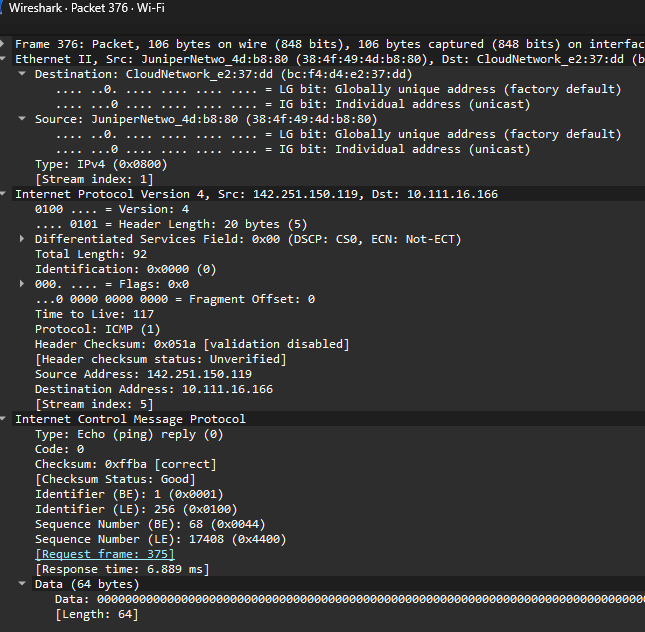 Wireshark · Packet 376 · Wi-Fi
Frame 376: Packet, 106 bytes on wire (848 bits), 106 bytes captured (848 bits) on interfac
Ethernet II, Src: JuniperNetwo_4d:b8:80 (38:4f:49:4d:b8:80), Dst: CloudNetwork_e2:37:dd (b
Destination: CloudNetwork_e2:37:dd (bc:f4:d4:e2:37:dd)
.... ..0. .... .... .... .... = LG bit: Globally unique address (factory default)
.... ...0 .... .... .... .... = IG bit: Individual address (unicast)
Source: JuniperNetwo_4d:b8:80 (38:4f:49:4d:b8:80)
.... ..0. .... .... .... .... = LG bit: Globally unique address (factory default)
.... ...0 .... .... .... .... = IG bit: Individual address (unicast)
Type: IPv4 (0x0800)
[Stream index: 1]
Internet Protocol Version 4, Src: 142.251.150.119, Dst: 10.111.16.166
0100 .... = Version: 4
.... 0101 = Header Length: 20 bytes (5)
Differentiated Services Field: 0x00 (DSCP: CS0, ECN: Not-ECT)
Total Length: 92
Identification: 0x0000 (0)
000. .... = Flags: 0x0
...0 0000 0000 0000 = Fragment Offset: 0
Time to Live: 117
Protocol: ICMP (1)
Header Checksum: 0x051a [validation disabled]
[Header checksum status: Unverified]
Source Address: 142.251.150.119
Destination Address: 10.111.16.166
[Stream index: 5]
Internet Control Message Protocol
Type: Echo (ping) reply (0)
Code: 0
Checksum: 0xffba [correct]
[Checksum Status: Good]
Identifier (BE): 1 (0x0001)
Identifier (LE): 256 (0x0100)
Sequence Number (BE): 68 (0x0044)
Sequence Number (LE): 17408 (0x4400)
[Request frame: 375]
[Response time: 6.889 ms]
Data (64 bytes)
Data: 000000000000000000000000000000000000000000000000000000000000000000000000000000
[Length: 64]